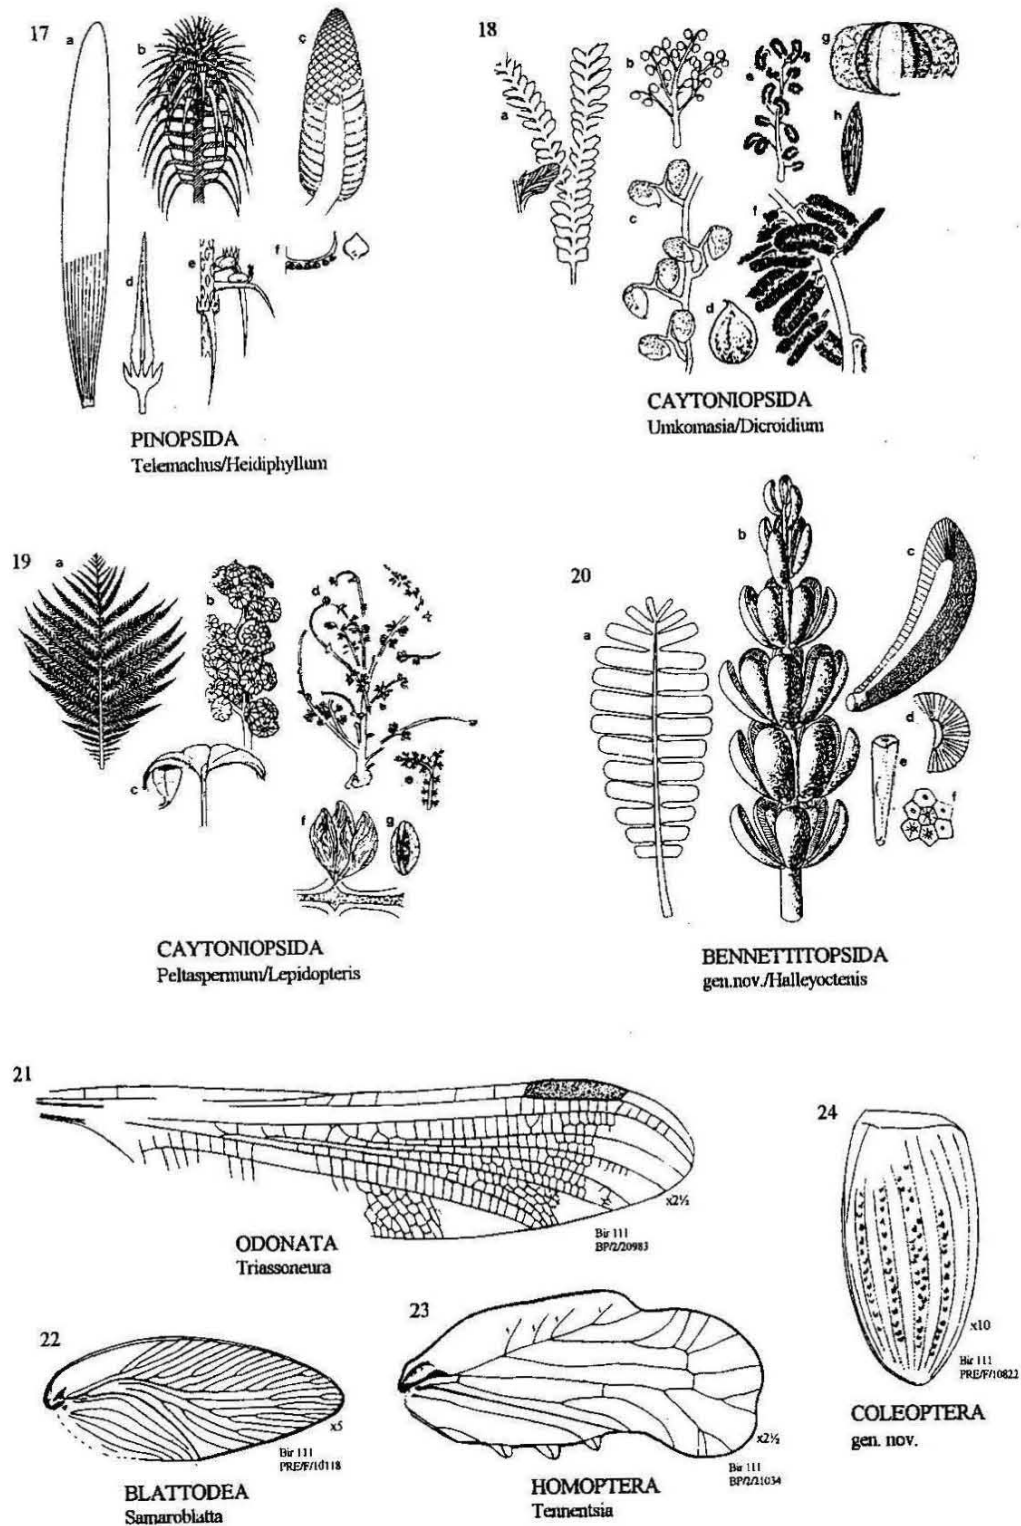 17
a
b
c
d
e
f
PINOPSIDA
Telemachus/Heidiphyllum
18
a
b
c
d
e
f
g
h
CAYTONIOPSIDA
Umkomasia/Dicroidium
19
a
b
c
d
e
f
g
CAYTONIOPSIDA
Peltaspermum/Lepidopteris
20
a
b
c
d
e
f
BENNETTITOPSIDA
gen.nov./Halleyoctenis
21
x2½
Bir 111
BP/2/20983
ODONATA
Triassoneura
22
x5
Bir 111
PRE/F/10118
BLATTODEA
Samaroblatta
23
x2½
Bir 111
BP/2/21034
HOMOPTERA
Tennentsia
24
x10
Bir 111
PRE/F/10822
COLEOPTERA
gen. nov.